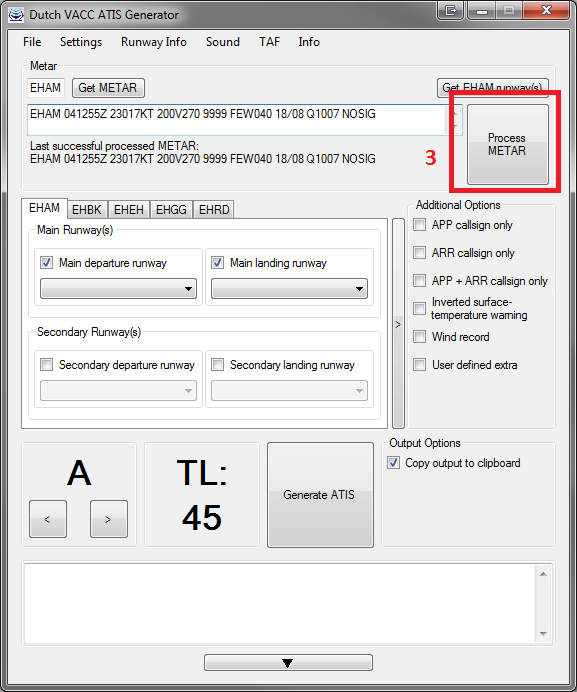 Dutch VACC ATIS Generator
File Settings Runway Info Sound TAF Info
Metar
EHAM Get METAR Get EHAM runway(s)
EHAM 041255Z 23017KT 200V270 9999 FEW040 18/08 Q1007 NOSIG
Last successful processed METAR:
EHAM 041255Z 23017KT 200V270 9999 FEW040 18/08 Q1007 NOSIG
3
Process
METAR
EHAM EHBK EHEH EHGG EHRD
Main Runway(s)
Main departure runway Main landing runway
Secondary Runway(s)
Secondary departure runway Secondary landing runway
>
Additional Options
APP callsign only
ARR callsign only
APP + ARR callsign only
Inverted surface-
temperature warning
Wind record
User defined extra
A
< >
TL:
45
Generate ATIS
Output Options
Copy output to clipboard